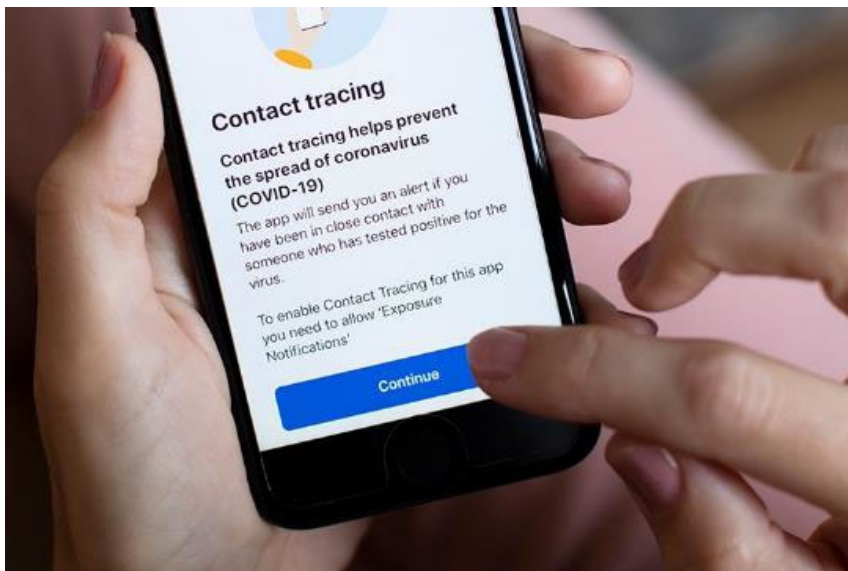 Contact tracing
Contact tracing helps prevent
the spread of coronavirus
(COVID-19)
The app will send you an alert if you
have been in close contact with
someone who has tested positive for the
virus.
To enable Contact Tracing for this app
you need to allow 'Exposure
Notifications'
Continue